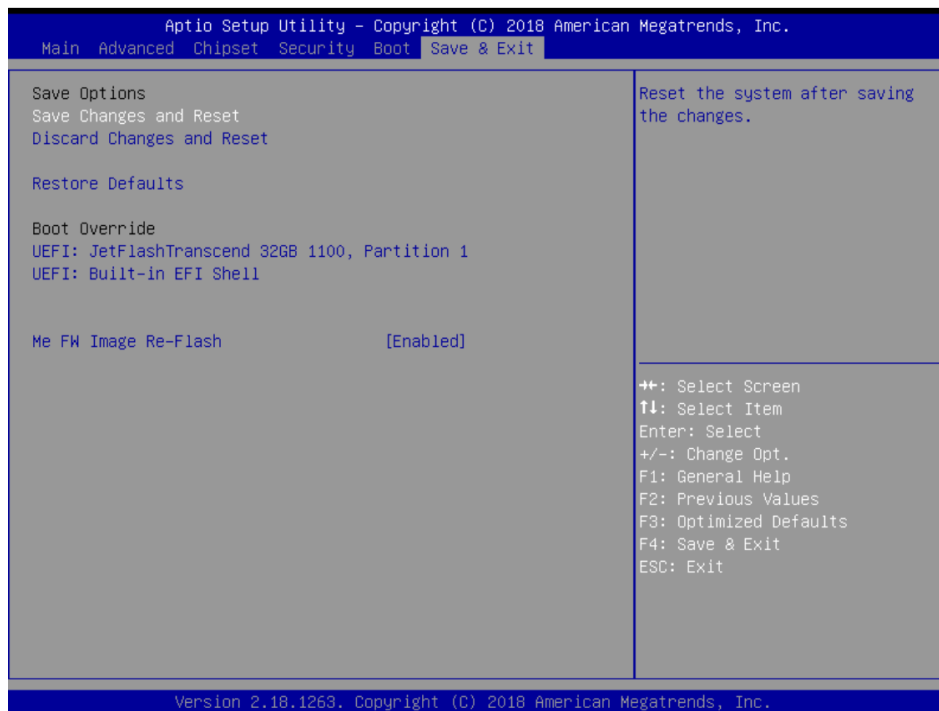 Aptio Setup Utility – Copyright (C) 2018 American Megatrends, Inc.
Main Advanced Chipset Security Boot Save & Exit
Save Options
Save Changes and Reset
Discard Changes and Reset
Restore Defaults
Boot Override
UEFI: JetFlashTranscend 32GB 1100, Partition 1
UEFI: Built-in EFI Shell
Me FW Image Re-Flash [Enabled]
Reset the system after saving
the changes.
→←: Select Screen
↑↓: Select Item
Enter: Select
+/-: Change Opt.
F1: General Help
F2: Previous Values
F3: Optimized Defaults
F4: Save & Exit
ESC: Exit
Version 2.18.1263. Copyright (C) 2018 American Megatrends, Inc.